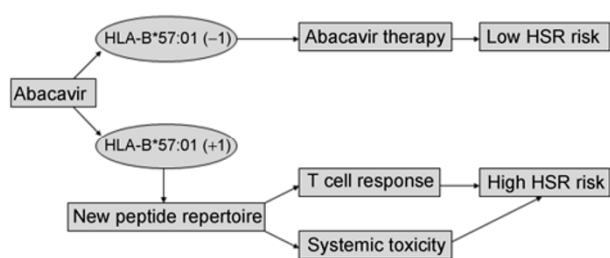 HLA-B*57:01 (−1)
Abacavir therapy
Low HSR risk
Abacavir
HLA-B*57:01 (+1)
T cell response
High HSR risk
New peptide repertoire
Systemic toxicity